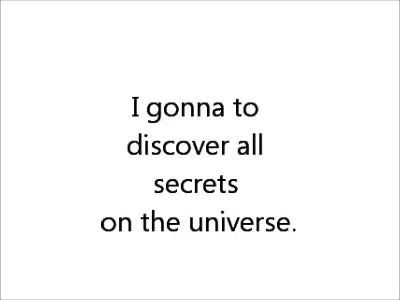 I gonna to
discover all
secrets
on the universe.